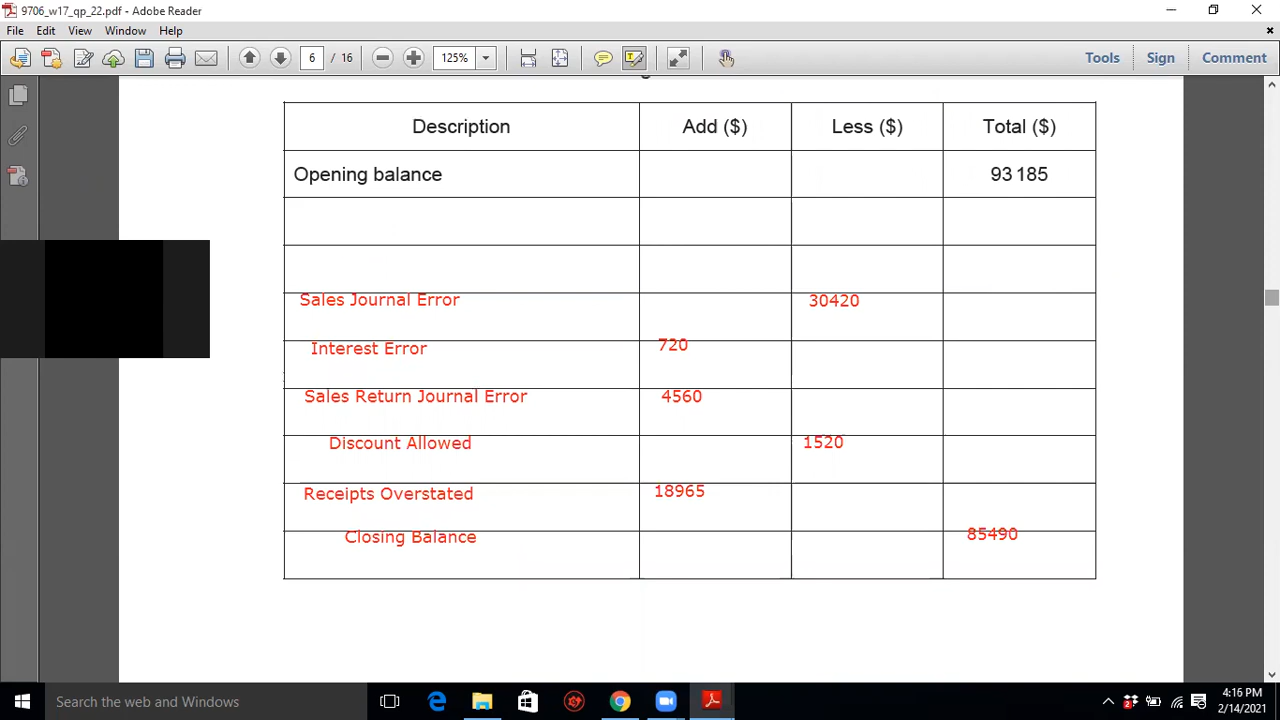 9706_w17_qp_22.pdf - Adobe Reader
File Edit View Window Help
6 / 16 125% Tools Sign Comment
Description Add ($) Less ($) Total ($)
Opening balance 93 185
Sales Journal Error 30420
Interest Error 720
Sales Return Journal Error 4560
Discount Allowed 1520
Receipts Overstated 18965
Closing Balance 85490
Search the web and Windows
4:16 PM
2/14/2021